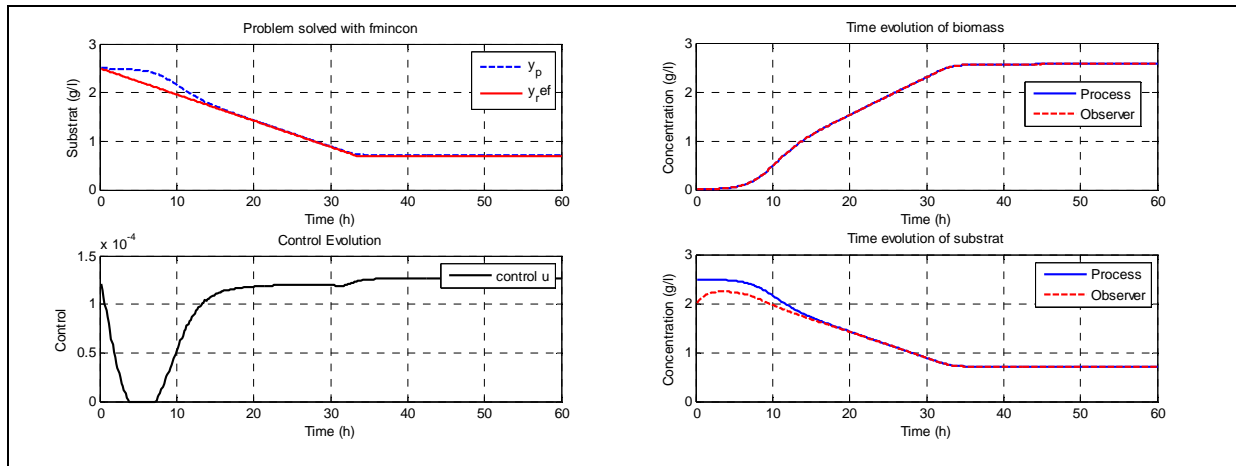 Problem solved with fmincon
3
2
1
0
Substrat (g/l)
y_p
y_ref
0 10 20 30 40 50 60
Time (h)
Control Evolution
x 10^-4
1.5
1
0.5
0
Control
control u
0 10 20 30 40 50 60
Time (h)
Time evolution of biomass
3
2
1
0
Concentration (g/l)
Process
Observer
0 10 20 30 40 50 60
Time (h)
Time evolution of substrat
3
2
1
0
Concentration (g/l)
Process
Observer
0 10 20 30 40 50 60
Time (h)